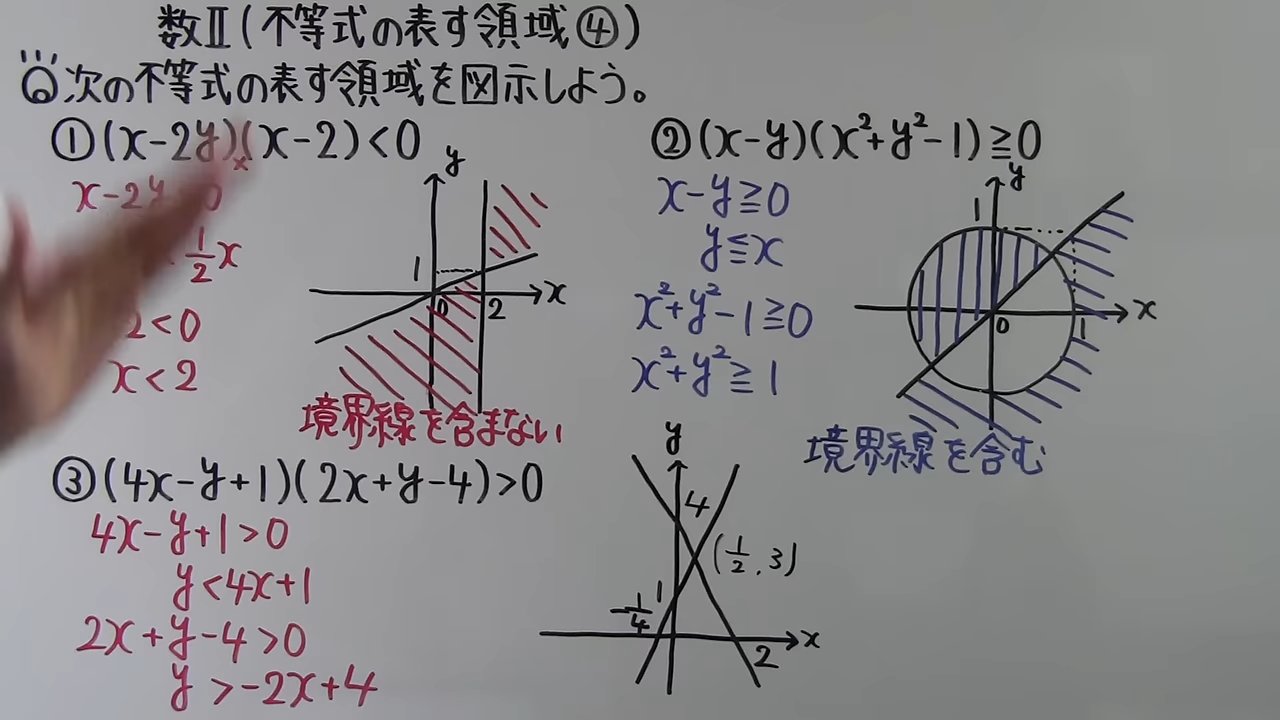 数Ⅱ(不等式の表す領域④)
Q次の不等式の表す領域を図示しよう。
①(x-2y)(x-2)<0
x-2y 0
1/2x
2<0
x<2
y
1
0
2
x
境界線を含まない
②(x-y)(x²+y²-1)≧0
x-y≧0
y≦x
x²+y²-1≧0
x²+y²≧1
y
1
0
1
x
境界線を含む
③(4x-y+1)(2x+y-4)>0
4x-y+1>0
y<4x+1
2x+y-4>0
y>-2x+4
y
4
(1/2,3)
1
-1/4
2
x